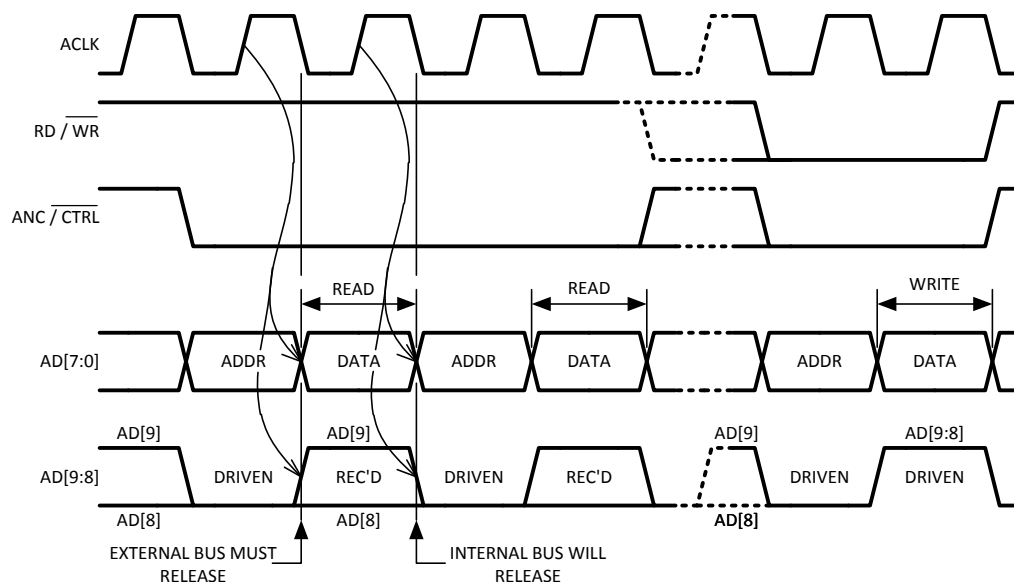 ACLK
RD / WR
ANC / CTRL
READ READ WRITE
AD[7:0] ADDR DATA ADDR DATA ADDR DATA
AD[9] AD[9] AD[9] AD[9:8]
AD[9:8] DRIVEN REC'D DRIVEN REC'D DRIVEN DRIVEN
AD[8] AD[8] AD[8]
EXTERNAL BUS MUST INTERNAL BUS WILL
RELEASE RELEASE